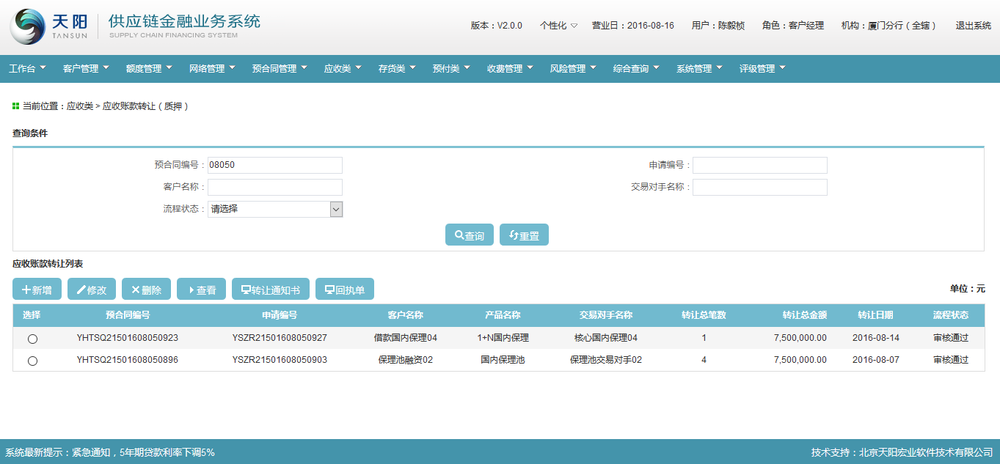 天阳 TANSUN 供应链金融业务系统 SUPPLY CHAIN FINANCING SYSTEM
版本：V2.0.0 个性化 营业日：2016-08-16 用户：陈毅桢 角色：客户经理 机构：厦门分行（全辖） 退出系统
工作台 客户管理 额度管理 网络管理 预合同管理 应收类 存货类 预付类 收费管理 风险管理 综合查询 系统管理 评级管理
当前位置：应收类 > 应收账款转让（质押）
查询条件
预合同编号：08050 申请编号：
客户名称： 交易对手名称：
流程状态：请选择
查询 重置
应收账款转让列表
新增 修改 删除 查看 转让通知书 回执单 单位：元
选择 预合同编号 申请编号 客户名称 产品名称 交易对手名称 转让总笔数 转让总金额 转让日期 流程状态
YHTSQ21501608050923 YSZR21501608050927 借款国内保理04 1+N国内保理 核心国内保理04 1 7,500,000.00 2016-08-14 审核通过
YHTSQ21501608050896 YSZR21501608050903 保理池融资02 国内保理池 保理池交易对手02 4 7,500,000.00 2016-08-07 审核通过
系统最新提示：紧急通知，5年期贷款利率下调5% 技术支持：北京天阳宏业软件技术有限公司